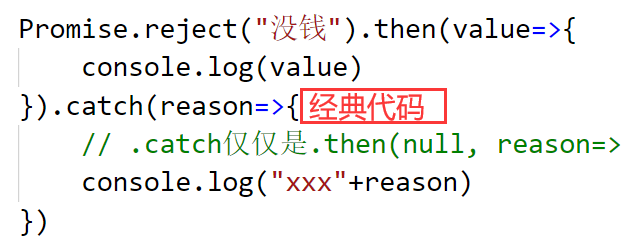 Promise.reject("没钱").then(value=>{
    console.log(value)
}).catch(reason=>{ 经典代码
    // .catch仅仅是.then(null, reason=>
    console.log("xxx"+reason)
})